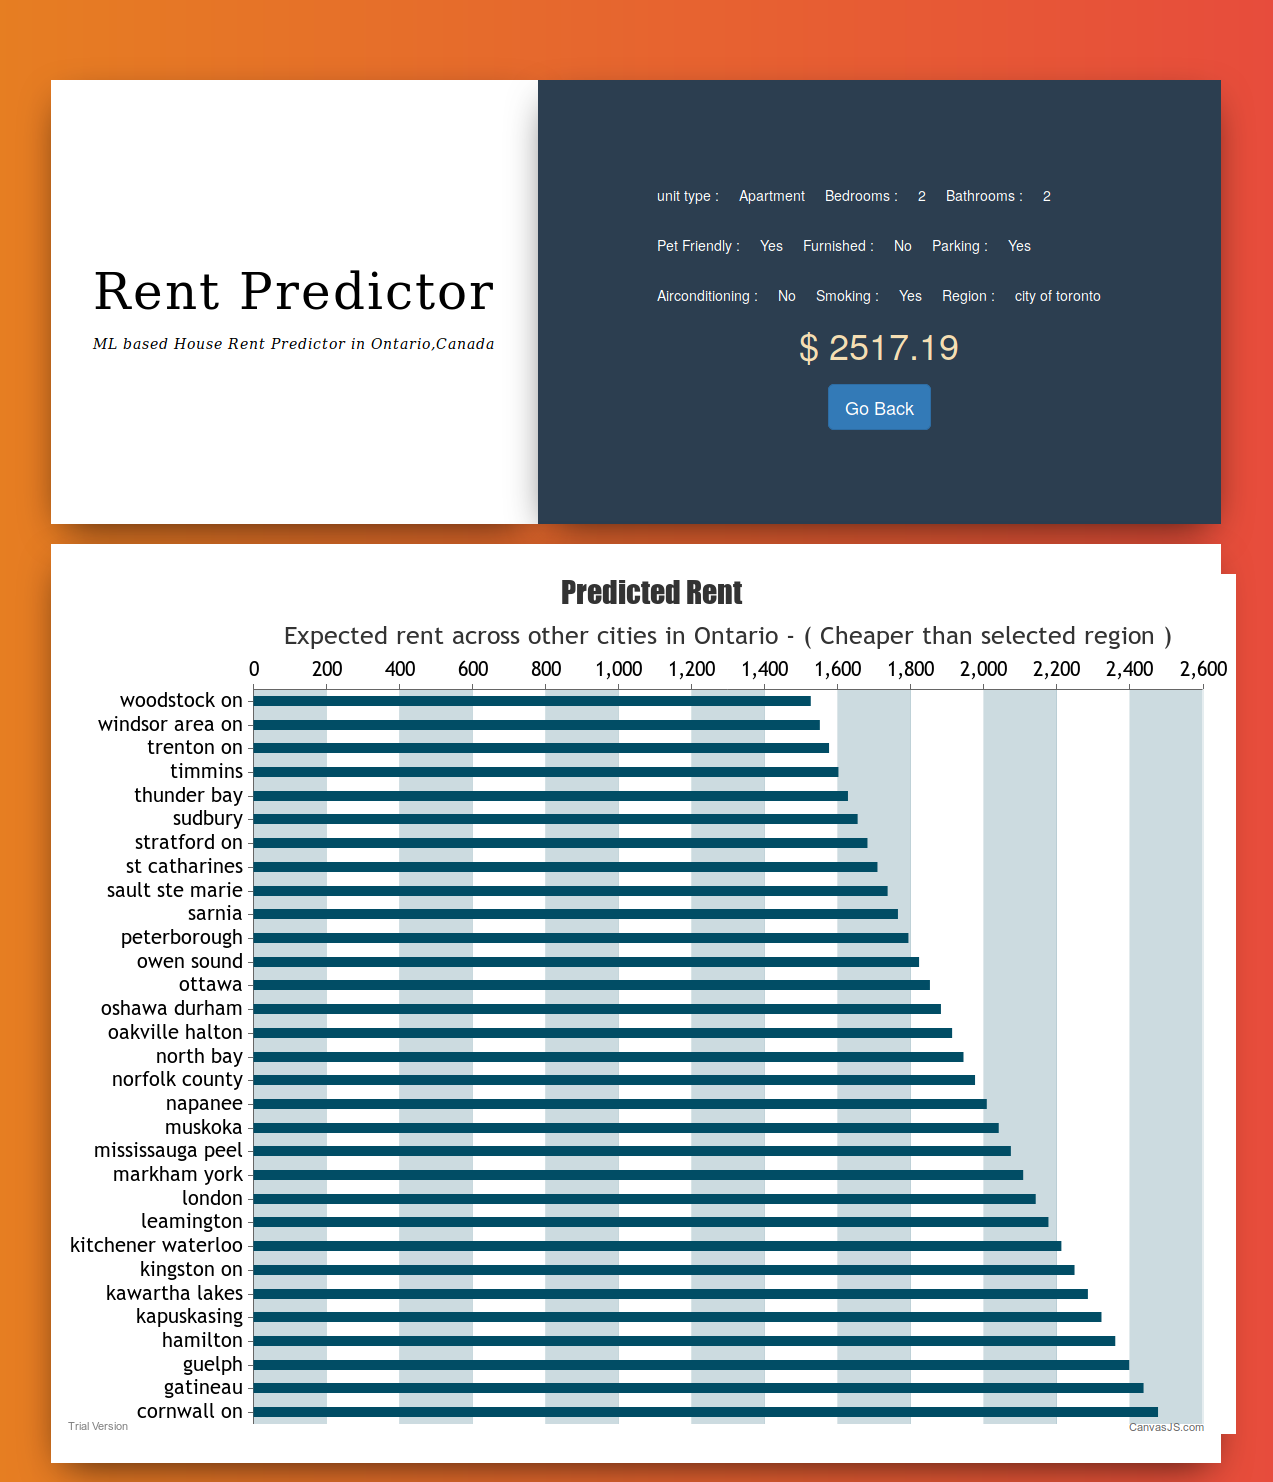 Rent Predictor
ML based House Rent Predictor in Ontario,Canada
unit type : Apartment Bedrooms : 2 Bathrooms : 2
Pet Friendly : Yes Furnished : No Parking : Yes
Airconditioning : No Smoking : Yes Region : city of toronto
$ 2517.19
Go Back
Predicted Rent
Expected rent across other cities in Ontario - ( Cheaper than selected region )
0 200 400 600 800 1,000 1,200 1,400 1,600 1,800 2,000 2,200 2,400 2,600
woodstock on
windsor area on
trenton on
timmins
thunder bay
sudbury
stratford on
st catharines
sault ste marie
sarnia
peterborough
owen sound
ottawa
oshawa durham
oakville halton
north bay
norfolk county
napanee
muskoka
mississauga peel
markham york
london
leamington
kitchener waterloo
kingston on
kawartha lakes
kapuskasing
hamilton
guelph
gatineau
cornwall on
Trial Version CanvasJS.com